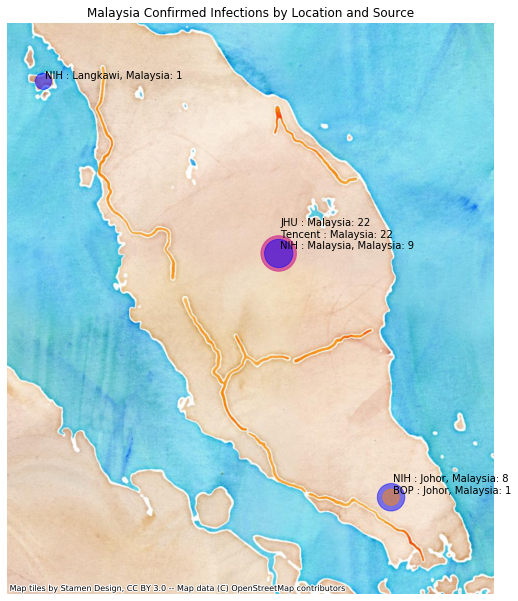 Malaysia Confirmed Infections by Location and Source
NIH : Langkawi, Malaysia: 1
JHU : Malaysia: 22
Tencent : Malaysia: 22
NIH : Malaysia, Malaysia: 9
NIH : Johor, Malaysia: 8
BOP : Johor, Malaysia: 1
Map tiles by Stamen Design, CC BY 3.0 -- Map data (C) OpenStreetMap contributors